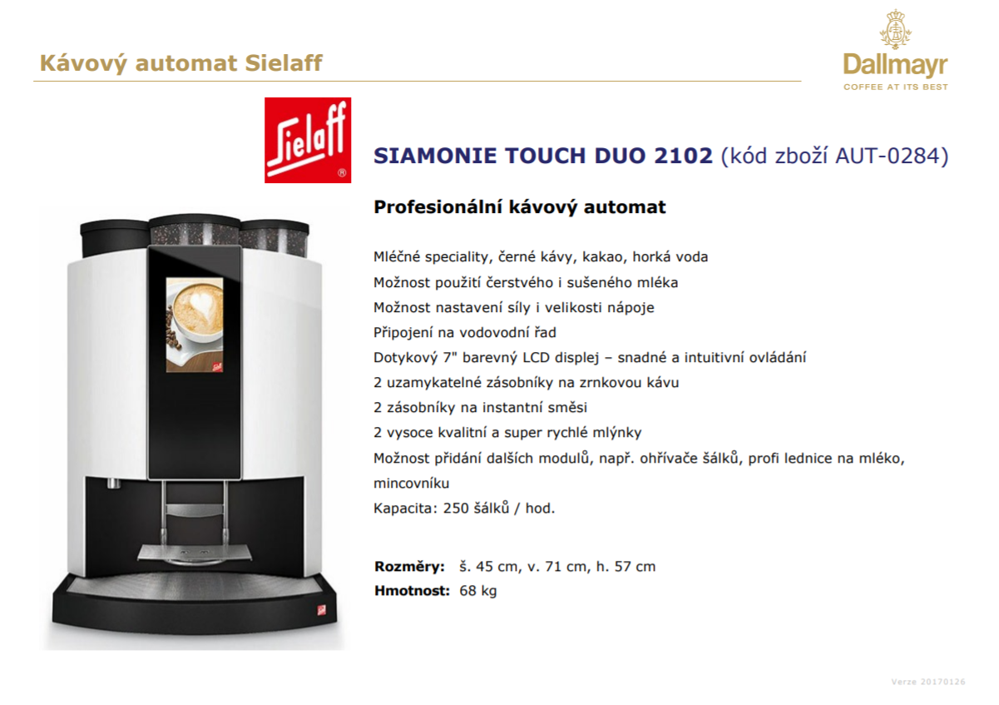 Kávový automat Sielaff
Dallmayr
COFFEE AT ITS BEST
Sielaff
®
SIAMONIE TOUCH DUO 2102 (kód zboží AUT-0284)
Profesionální kávový automat
Mléčné speciality, černé kávy, kakao, horká voda
Možnost použití čerstvého i sušeného mléka
Možnost nastavení síly i velikosti nápoje
Připojení na vodovodní řad
Dotykový 7" barevný LCD displej – snadné a intuitivní ovládání
2 uzamykatelné zásobníky na zrnkovou kávu
2 zásobníky na instantní směsi
2 vysoce kvalitní a super rychlé mlýnky
Možnost přidání dalších modulů, např. ohřívače šálků, profi lednice na mléko,
mincovníku
Kapacita: 250 šálků / hod.
Rozměry: š. 45 cm, v. 71 cm, h. 57 cm
Hmotnost: 68 kg
Sielaff
Sielaff
Verze 20170126